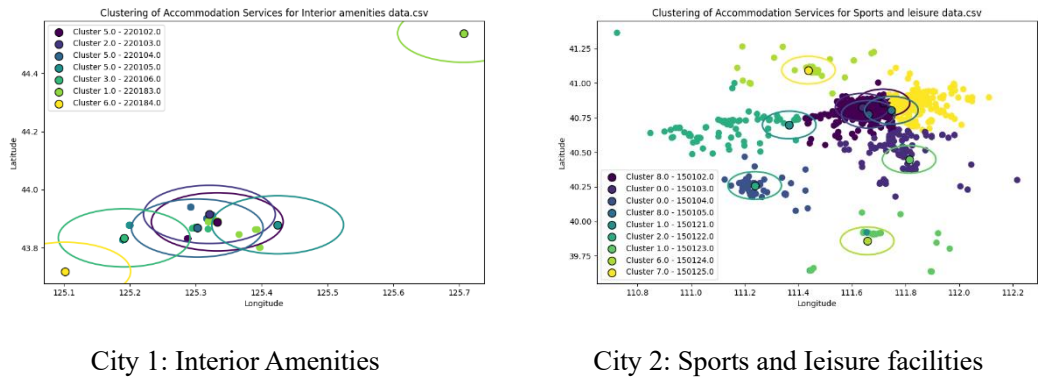 Clustering of Accommodation Services for Interior amenities data.csv
Cluster 5.0 - 220102.0
Cluster 2.0 - 220103.0
Cluster 5.0 - 220104.0
Cluster 5.0 - 220105.0
Cluster 3.0 - 220106.0
Cluster 1.0 - 220183.0
Cluster 6.0 - 220184.0
44.4
44.2
44.0
43.8
Latitude
125.1 125.2 125.3 125.4 125.5 125.6 125.7
Longitude
Clustering of Accommodation Services for Sports and leisure data.csv
41.25
41.00
40.75
40.50
40.25
40.00
39.75
Latitude
Cluster 8.0 - 150102.0
Cluster 0.0 - 150103.0
Cluster 0.0 - 150104.0
Cluster 8.0 - 150105.0
Cluster 1.0 - 150121.0
Cluster 2.0 - 150122.0
Cluster 1.0 - 150123.0
Cluster 6.0 - 150124.0
Cluster 7.0 - 150125.0
110.8 111.0 111.2 111.4 111.6 111.8 112.0 112.2
Longitude
City 1: Interior Amenities
City 2: Sports and Ieisure facilities